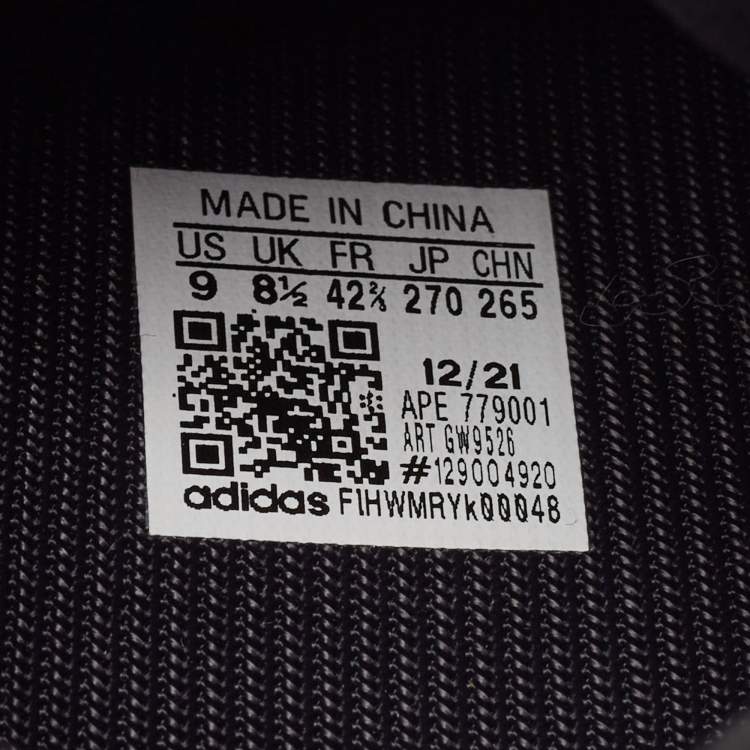 MADE IN CHINA
US UK FR JP CHN
9 8½ 42⅔ 270 265
12/21
APE 779001
ART GW9526
#129004920
adidas FIHWMRYk00048